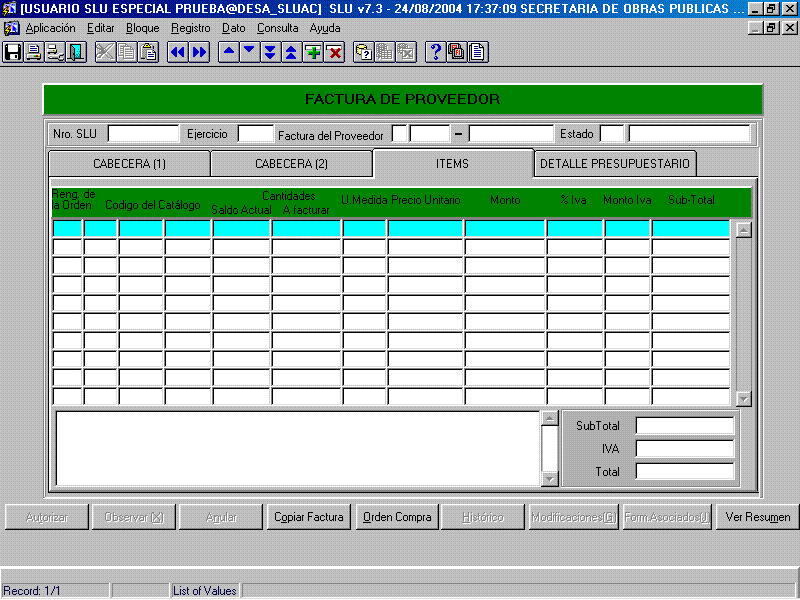 [USUARIO SLU ESPECIAL PRUEBA@DESA_SLUAC] SLU v7.3 - 24/08/2004 17:37:09 SECRETARIA DE OBRAS PUBLICAS ...
Aplicación Editar Bloque Registro Dato Consulta Ayuda
FACTURA DE PROVEEDOR
Nro. SLU Ejercicio Factura del Proveedor – Estado
CABECERA (1) CABECERA (2) ITEMS DETALLE PRESUPUESTARIO
Reng. de Cantidades
la Orden Codigo del Catálogo Saldo Actual A facturar U.Medida Precio Unitario Monto % Iva Monto Iva Sub-Total
SubTotal
IVA
Total
Autorizar Observar (X) Anular Copiar Factura Orden Compra Histórico Modificaciones(G) Form.Asociados(J) Ver Resumen
Record: 1/1 List of Values